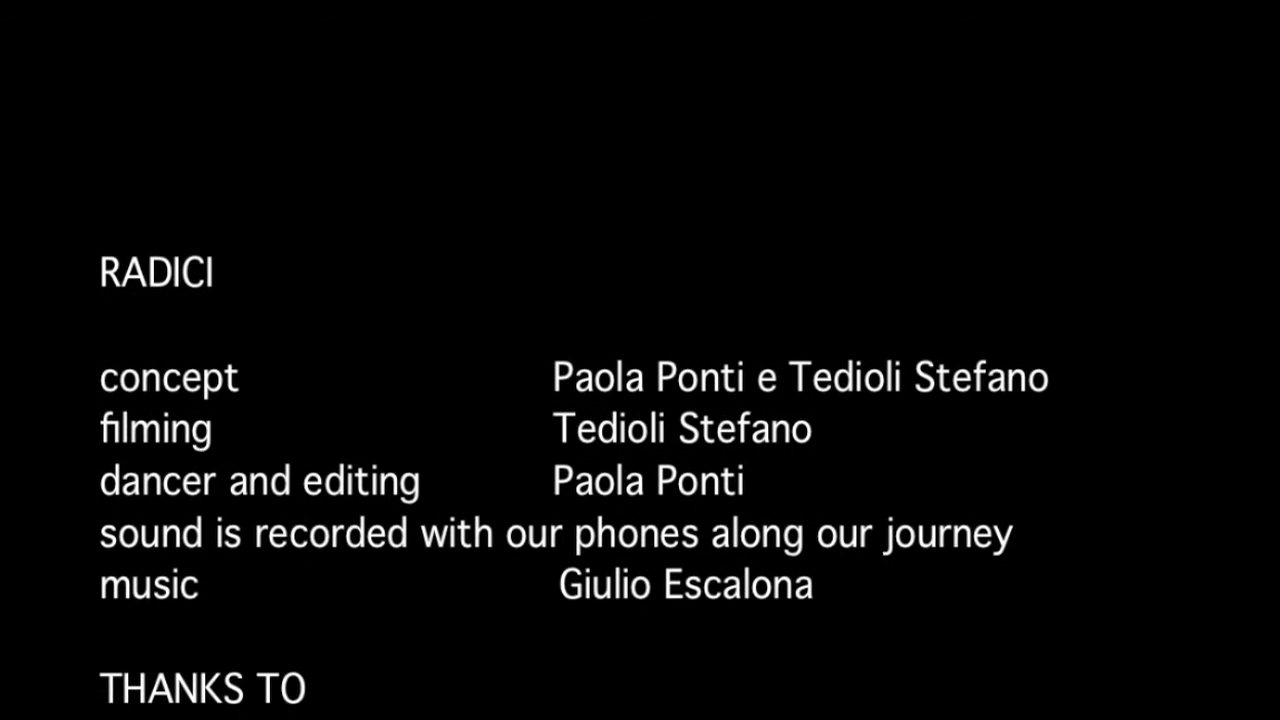 RADICI
concept Paola Ponti e Tedioli Stefano
filming Tedioli Stefano
dancer and editing Paola Ponti
sound is recorded with our phones along our journey
music Giulio Escalona
THANKS TO